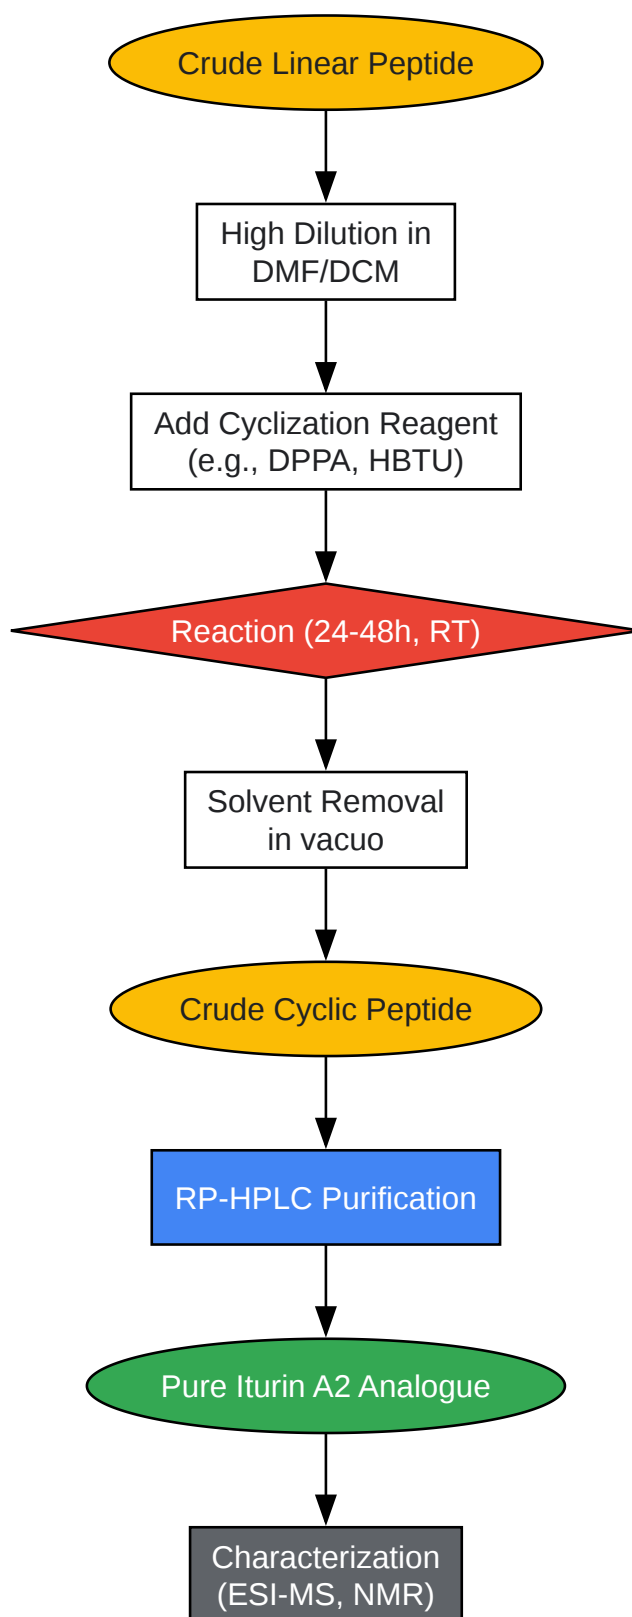 Crude Linear Peptide
High Dilution in
DMF/DCM
Add Cyclization Reagent
(e.g., DPPA, HBTU)
Reaction (24-48h, RT)
Solvent Removal
in vacuo
Crude Cyclic Peptide
RP-HPLC Purification
Pure Iturin A2 Analogue
Characterization
(ESI-MS, NMR)